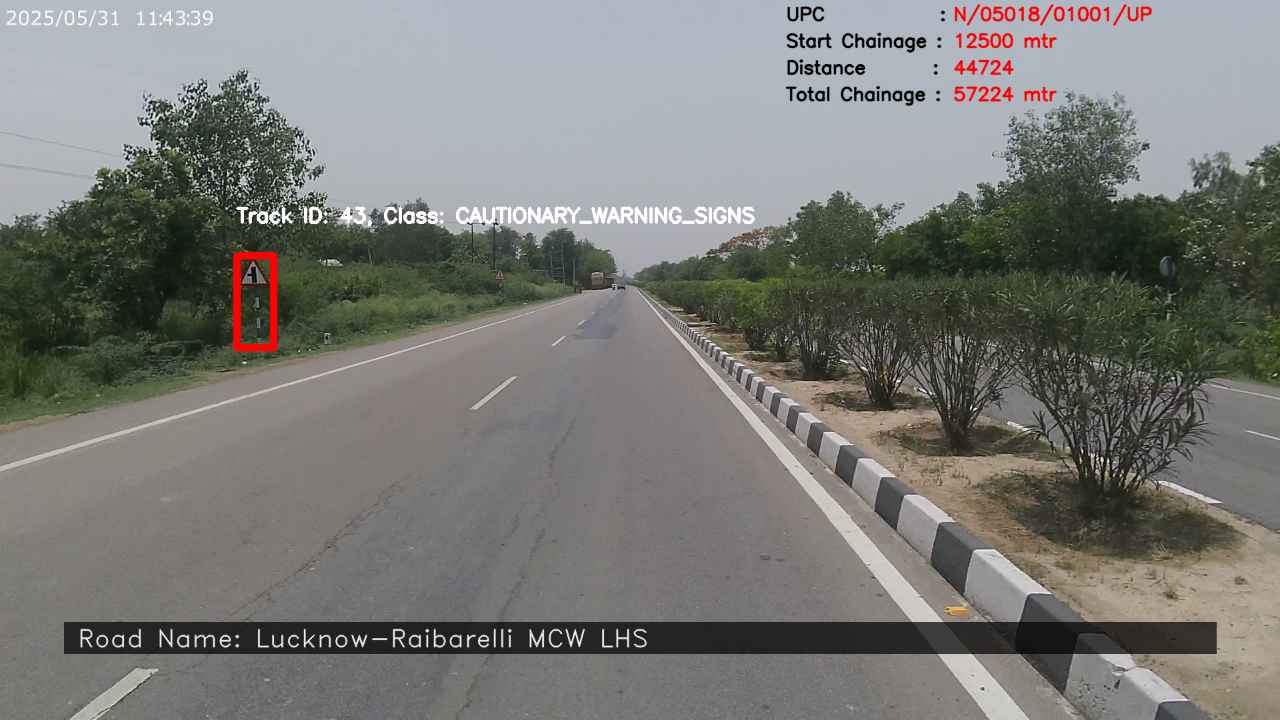 2025/05/31 11:43:39
UPC : N/05018/01001/UP
Start Chainage : 12500 mtr
Distance : 44724
Total Chainage : 57224 mtr
Track ID: 43, Class: CAUTIONARY_WARNING_SIGNS
Road Name: Lucknow-Raibarelli MCW LHS